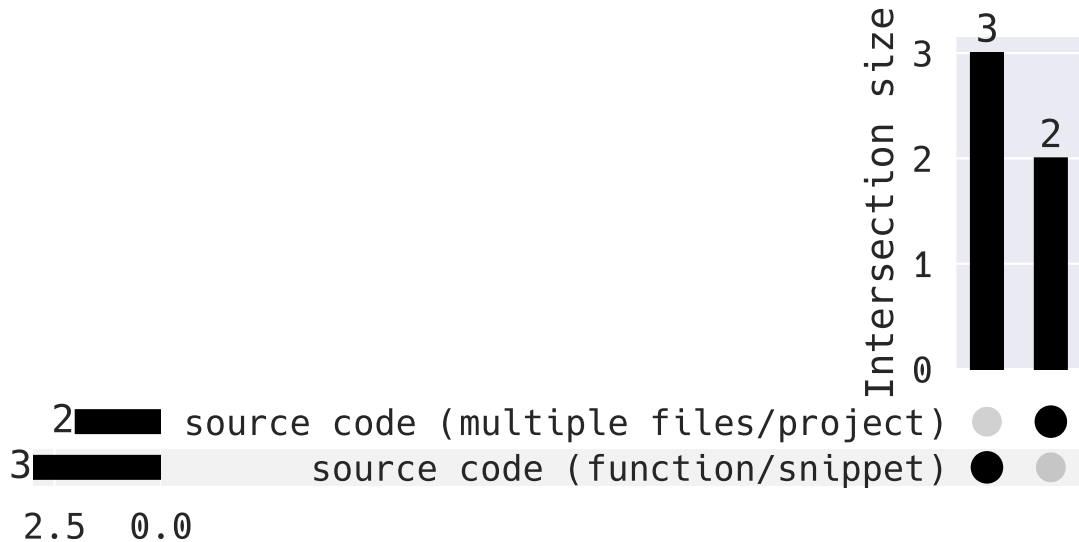 Intersection size
3
2
3
2
1
0
2 source code (multiple files/project)
3 source code (function/snippet)
2.5 0.0